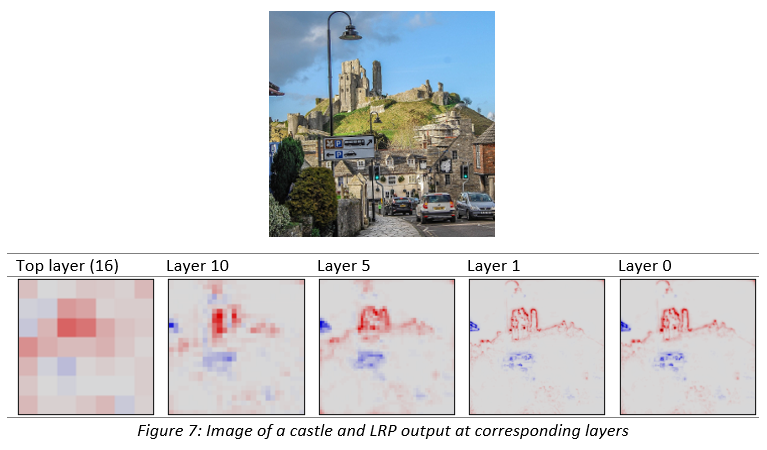 P
P
Top layer (16) Layer 10 Layer 5 Layer 1 Layer 0
Figure 7: Image of a castle and LRP output at corresponding layers